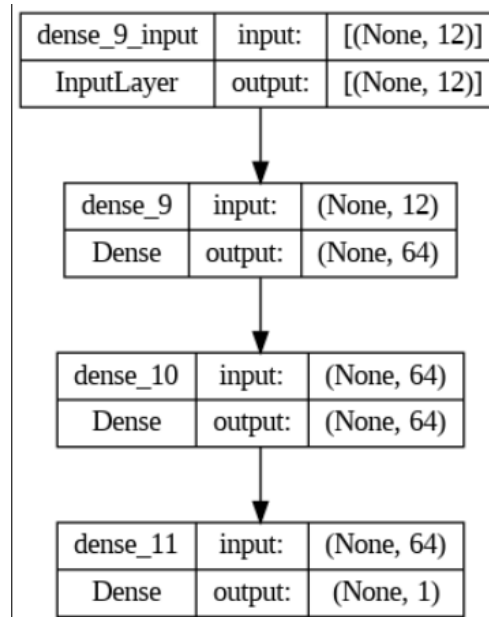 dense_9_input input: [(None, 12)]
InputLayer output: [(None, 12)]
dense_9 input: (None, 12)
Dense output: (None, 64)
dense_10 input: (None, 64)
Dense output: (None, 64)
dense_11 input: (None, 64)
Dense output: (None, 1)